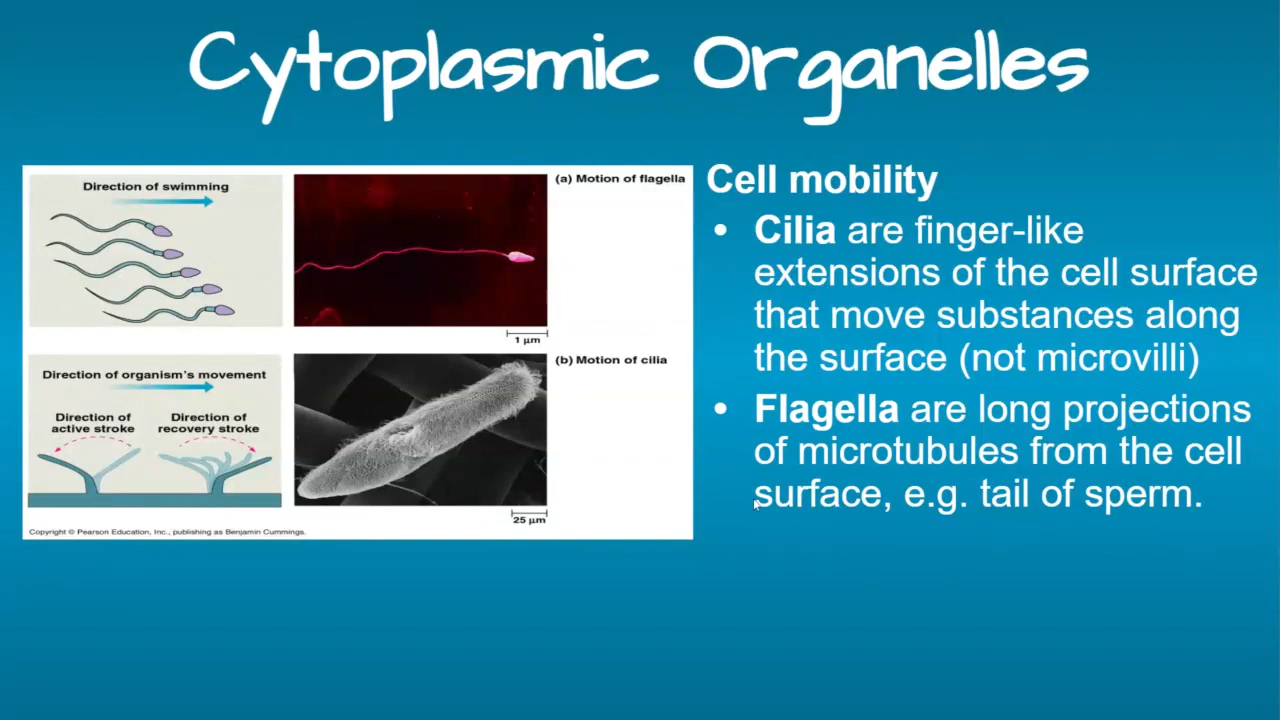 Cytoplasmic Organelles
Direction of swimming
(a) Motion of flagella
1 µm
Direction of organism's movement
Direction of
active stroke
Direction of
recovery stroke
(b) Motion of cilia
25 µm
Copyright © Pearson Education, Inc., publishing as Benjamin Cummings.
Cell mobility
• Cilia are finger-like
extensions of the cell surface
that move substances along
the surface (not microvilli)
• Flagella are long projections
of microtubules from the cell
surface, e.g. tail of sperm.